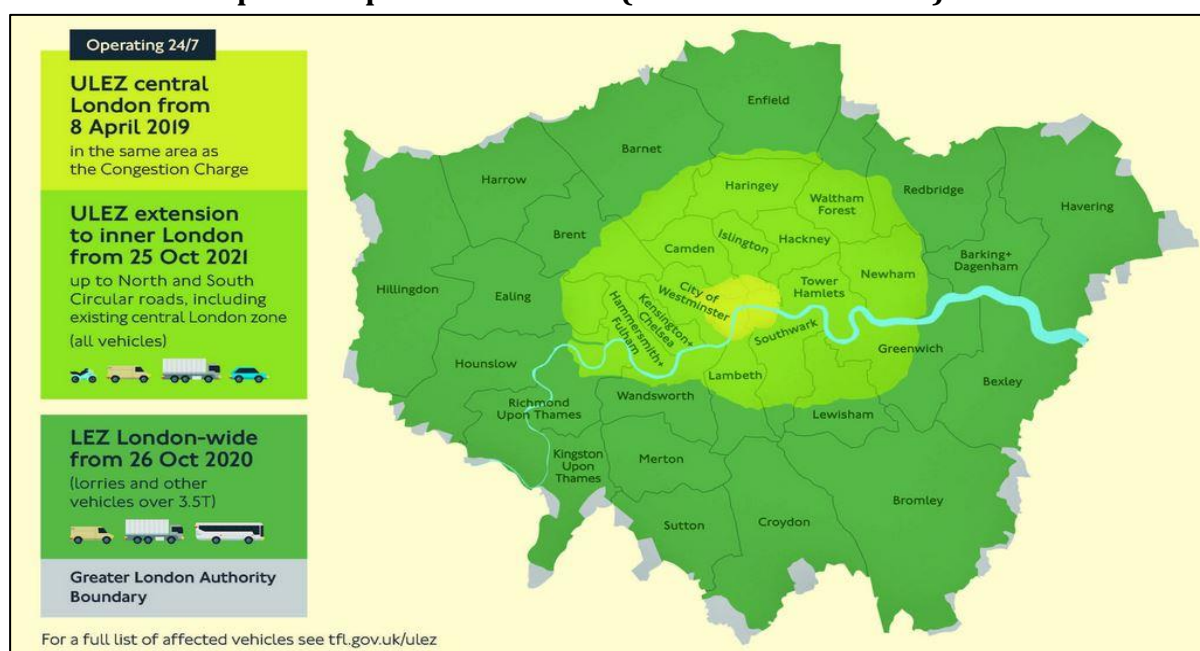 Operating 24/7
ULEZ central
London from
8 April 2019
in the same area as
the Congestion Charge
ULEZ extension
to inner London
from 25 Oct 2021
up to North and South
Circular roads, including
existing central London zone
(all vehicles)
LEZ London-wide
from 26 Oct 2020
(lorries and other
vehicles over 3.5T)
Greater London Authority
Boundary
For a full list of affected vehicles see tfl.gov.uk/ulez
Enfield
Barnet
Harrow
Haringey
Waltham
Forest
Redbridge
Havering
Brent
Camden
Islington
Hackney
Barking+
Dagenham
Hillingdon
Ealing
City of
Westminster
Tower
Hamlets
Newham
Kensington+
Chelsea
Hammersmith+
Fulham
Southwark
Greenwich
Hounslow
Lambeth
Bexley
Richmond
Upon Thames
Wandsworth
Lewisham
Kingston
Upon
Thames
Merton
Bromley
Sutton
Croydon